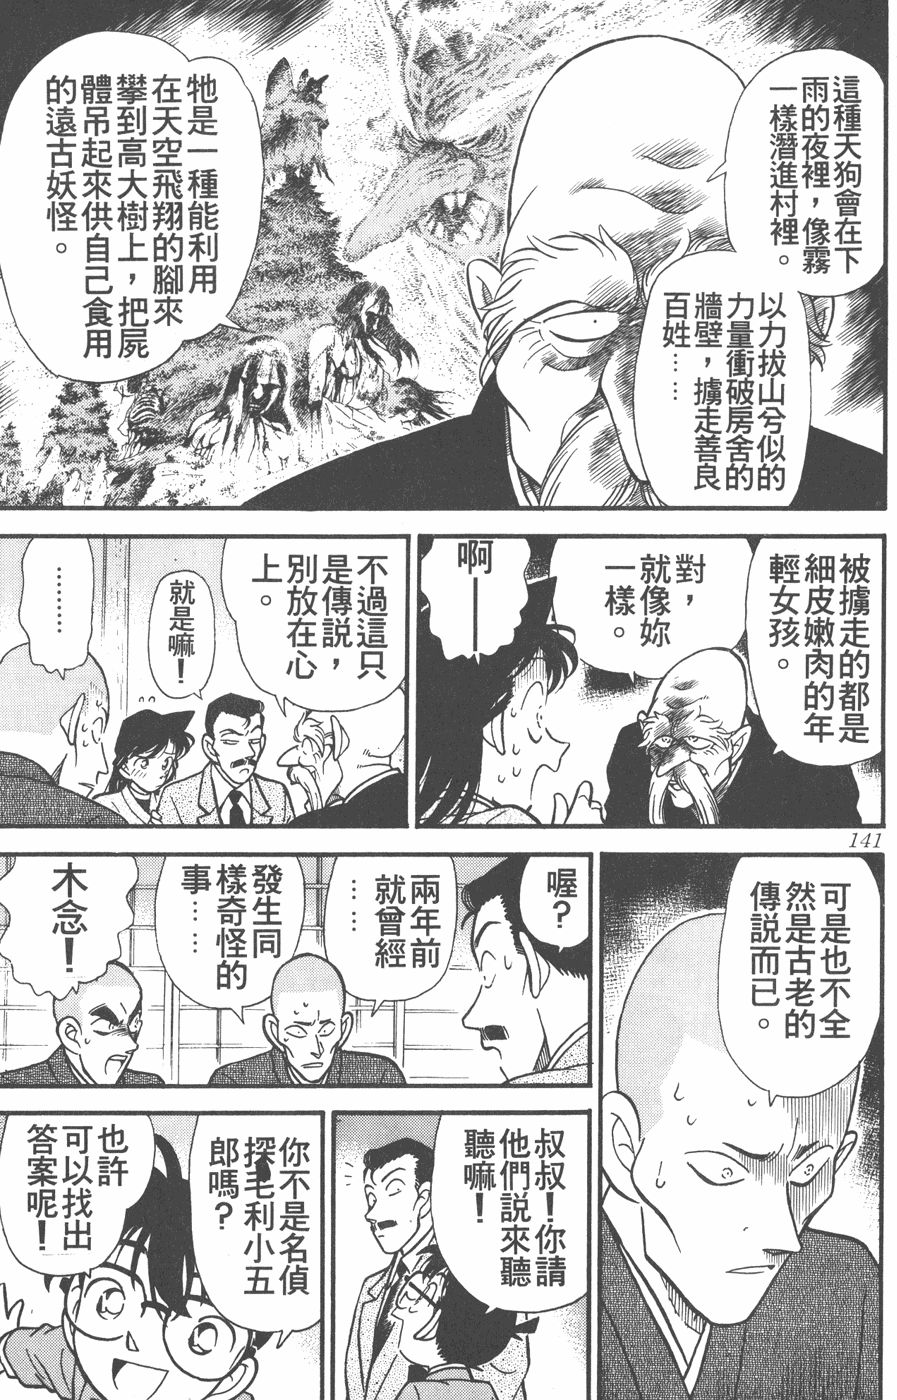 這種天狗會在下
雨的夜裡，像霧
一樣潛進村裡。
以力拔山兮似的
力量衝破房舍的
牆壁，擄走善良
百姓……
牠是一種能利用
在天空飛翔的腳來
攀到高大樹上，把屍
體吊起來供自己食用
的遠古妖怪。
被擄走的都是
細皮嫩肉的年
輕女孩。
對，
就像妳
一樣。
啊——
不過這只
是傳説，
別放在心
上。
就是嘛！
………
141
可是也不全
然是古老的
傳説而已。
喔？
兩年前
就曾經
……
發生同
樣奇怪的
事……
木念！
叔叔！你請
他們説來聽
聽嘛！
你不是名偵
探毛利小五
郎嗎？
也許
可以找出
答案呢！